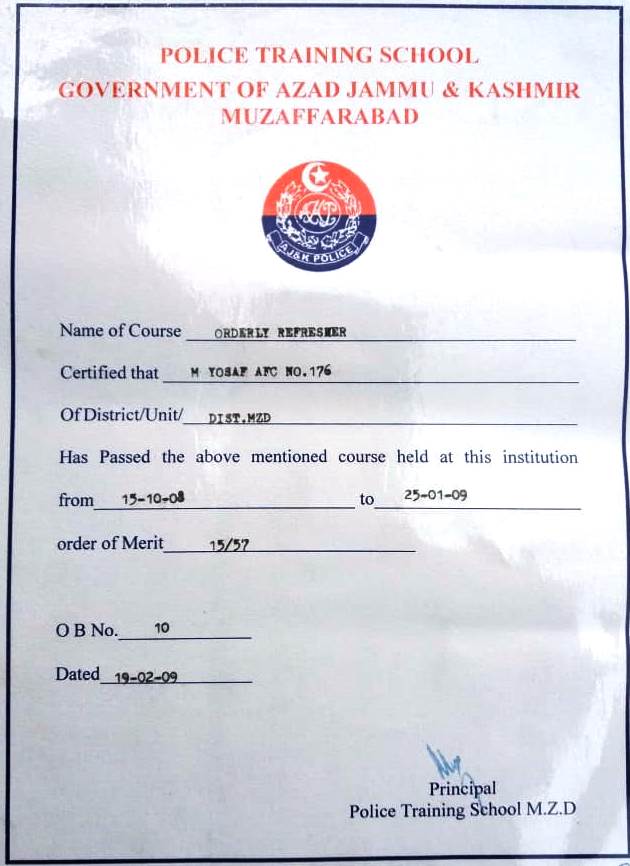 POLICE TRAINING SCHOOL
GOVERNMENT OF AZAD JAMMU & KASHMIR
MUZAFFARABAD
AJ&K POLICE
Name of Course ORDERLY REFRESHER
Certified that M YOSAF AFC NO.176
Of District/Unit/ DIST.MZD
Has Passed the above mentioned course held at this institution
from 15-10-08 to 25-01-09
order of Merit 15/57
O B No. 10
Dated 19-02-09
Principal
Police Training School M.Z.D